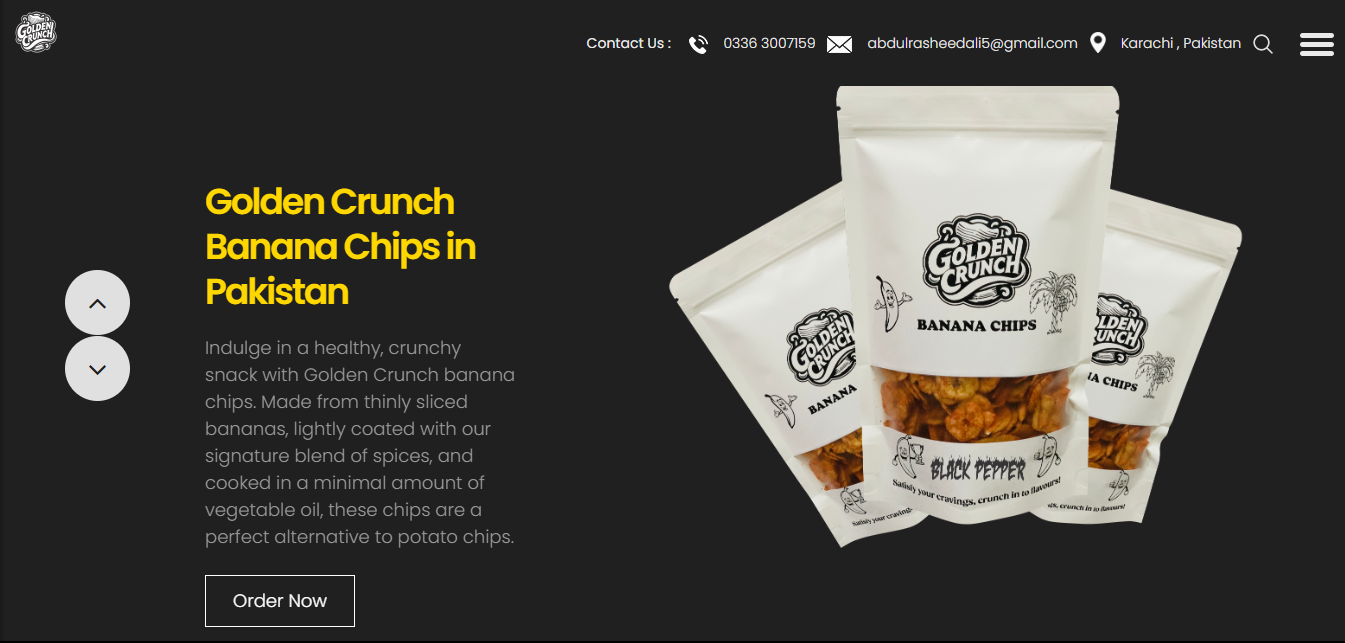 GOLDEN
CRUNCH
Contact Us :
0336 3007159
abdulrasheedali5@gmail.com
Karachi , Pakistan
Golden Crunch
Banana Chips in
Pakistan
Indulge in a healthy, crunchy
snack with Golden Crunch banana
chips. Made from thinly sliced
bananas, lightly coated with our
signature blend of spices, and
cooked in a minimal amount of
vegetable oil, these chips are a
perfect alternative to potato chips.
Order Now
GOLDEN
CRUNCH
BANANA
Satisfy your cravings
GOLDEN
CRUNCH
BANANA CHIPS
BLACK PEPPER
Satisfy your cravings, crunch in to flavours!
LDEN
UNCH
NA CHIPS
gs, crunch in to flavours!